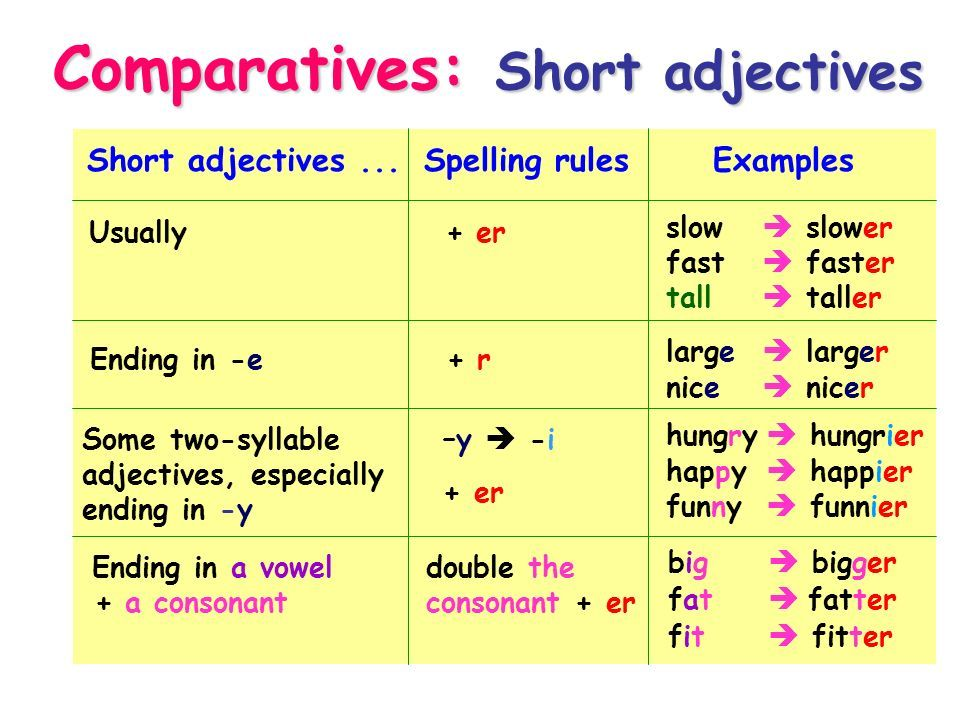 Comparatives: Short adjectives
Short adjectives ... Spelling rules Examples
Usually + er
slow ➔ slower
fast ➔ faster
tall ➔ taller
Ending in -e + r
large ➔ larger
nice ➔ nicer
Some two-syllable
adjectives, especially
ending in -y
–y ➔ -i
+ er
hungry ➔ hungrier
happy ➔ happier
funny ➔ funnier
Ending in a vowel
+ a consonant
double the
consonant + er
big ➔ bigger
fat ➔ fatter
fit ➔ fitter